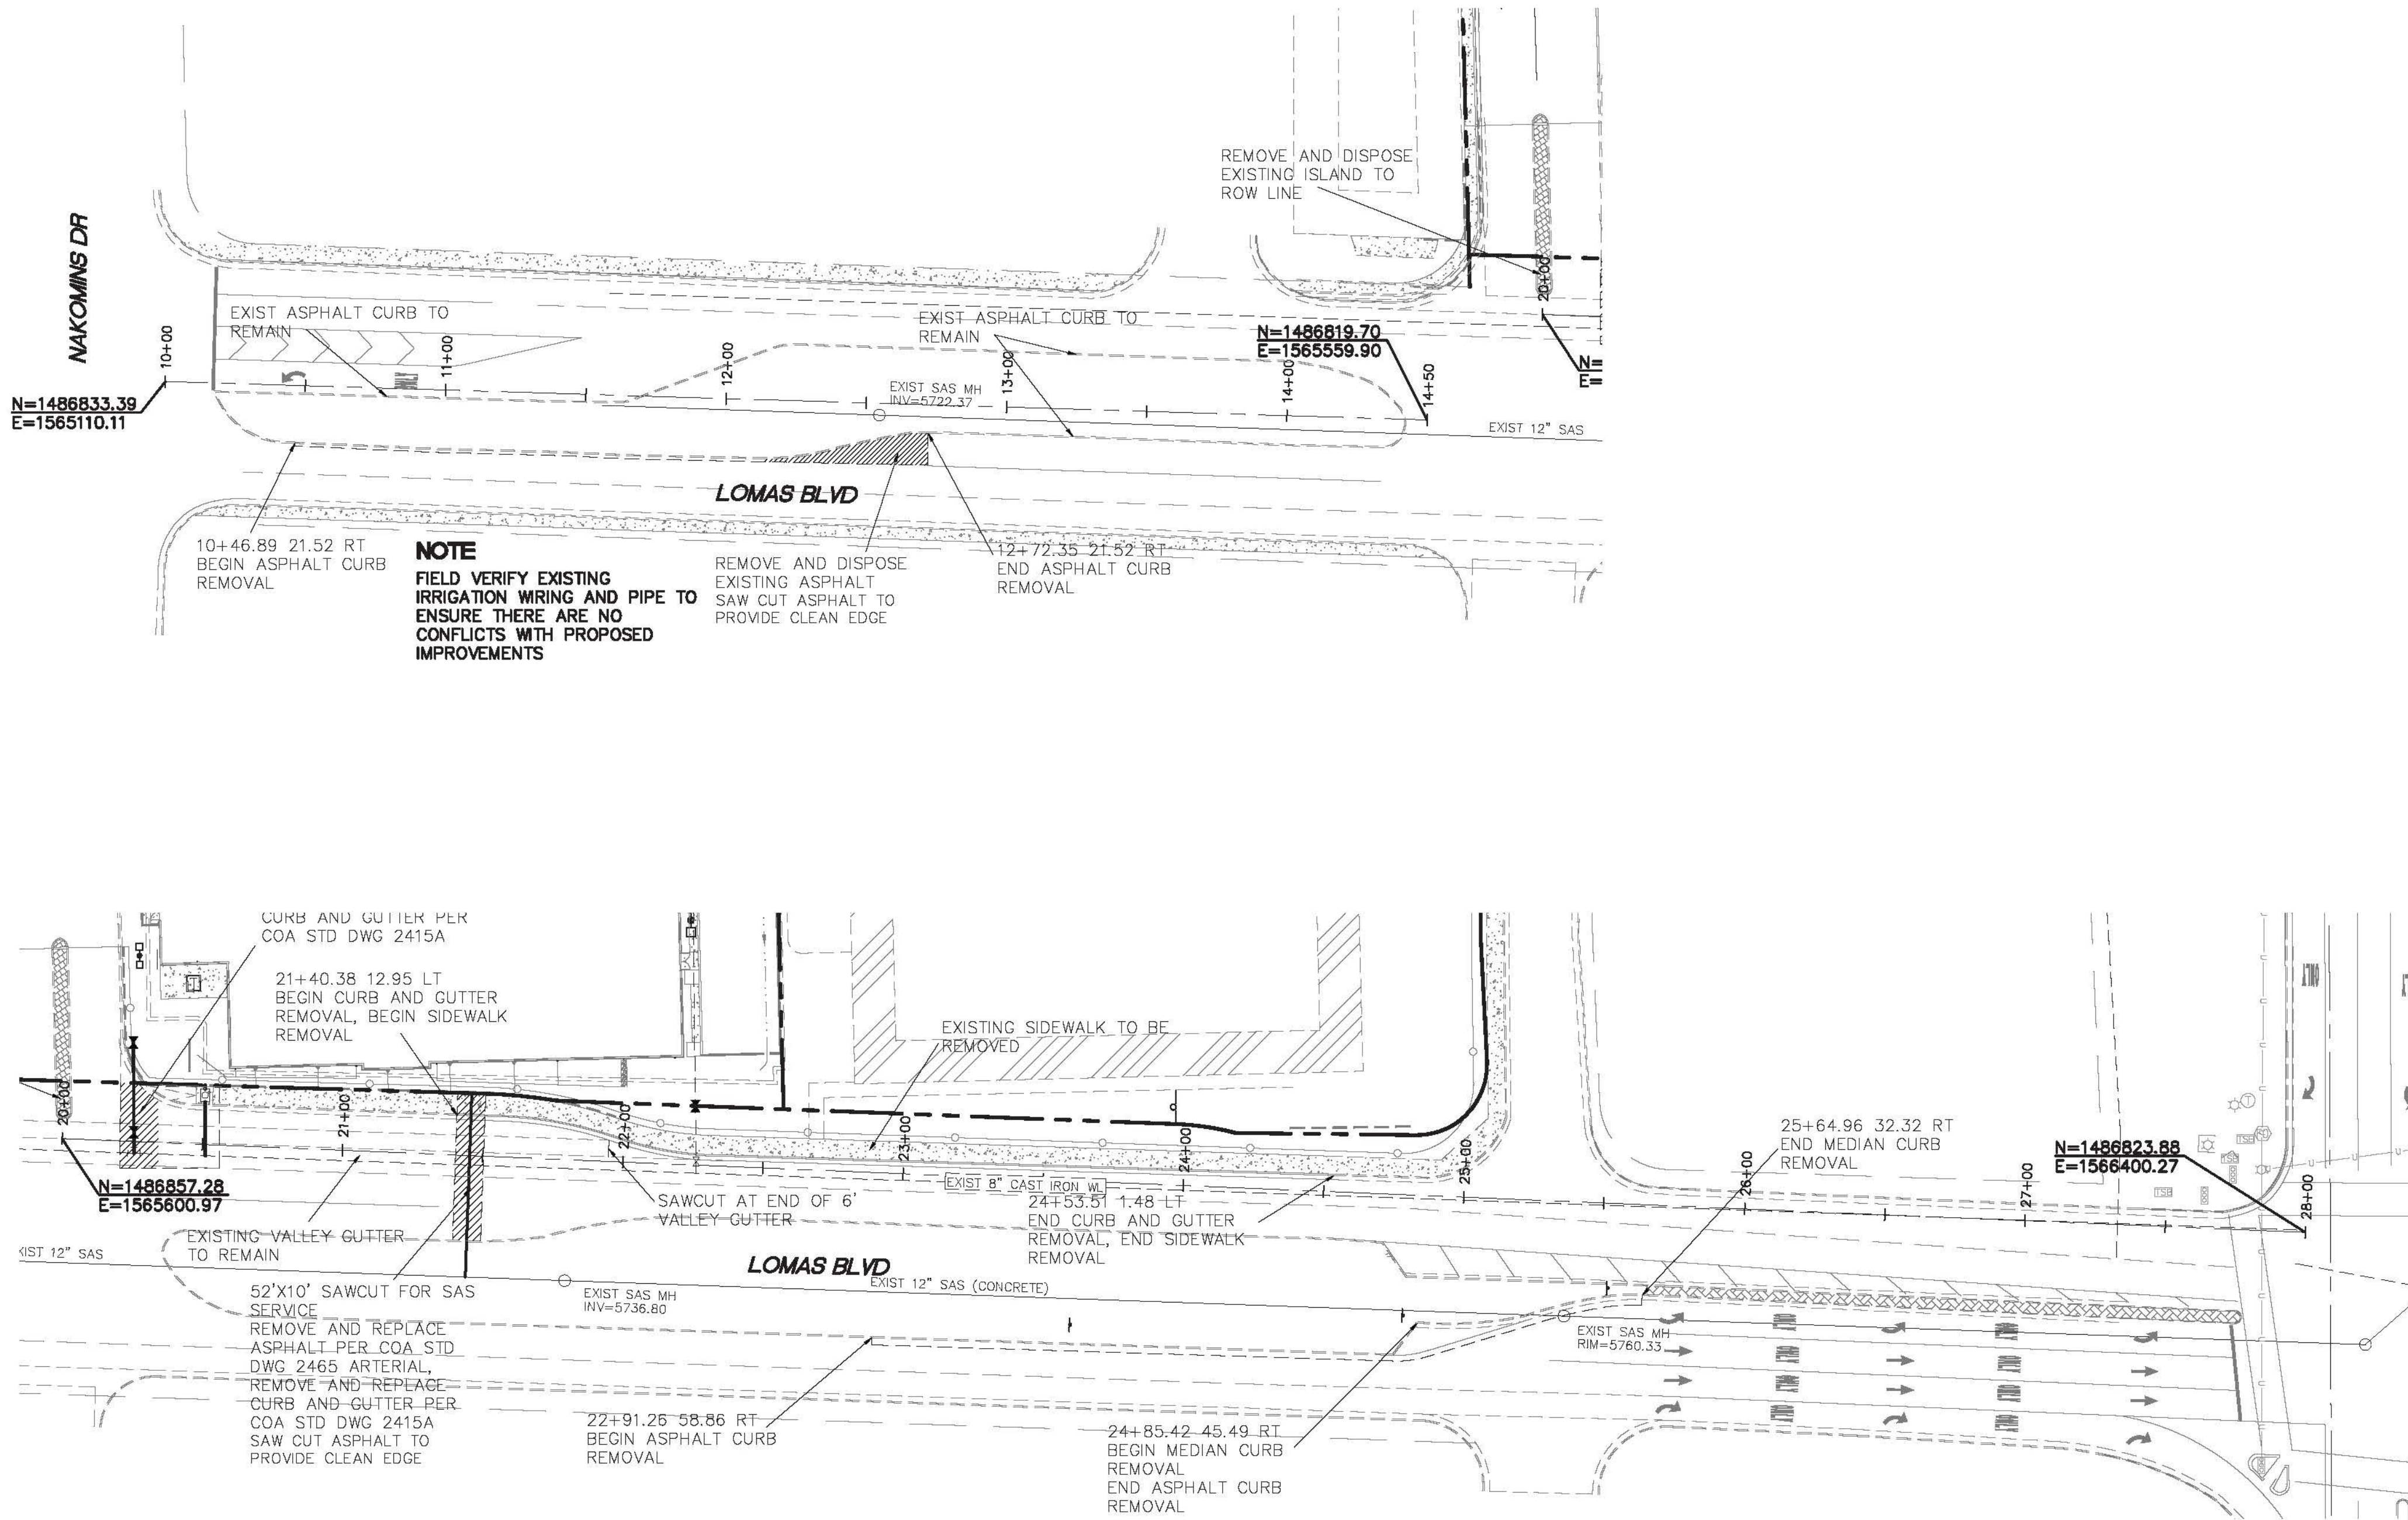 REMOVE AND DISPOSE
EXISTING ISLAND TO
ROW LINE
NAKOMINS DR
EXIST ASPHALT CURB TO
REMAIN
EXIST ASPHALT CURB TO
REMAIN
N=1486819.70
E=1565559.90
20+00
N=
E=
10+00
11+00
12+00
13+00
14+00
14+50
ONLY
EXIST SAS MH
INV=5722.37
N=1486833.39
E=1565110.11
EXIST 12" SAS
LOMAS BLVD
10+46.89 21.52 RT
BEGIN ASPHALT CURB
REMOVAL
NOTE
FIELD VERIFY EXISTING
IRRIGATION WIRING AND PIPE TO
ENSURE THERE ARE NO
CONFLICTS WITH PROPOSED
IMPROVEMENTS
REMOVE AND DISPOSE
EXISTING ASPHALT
SAW CUT ASPHALT TO
PROVIDE CLEAN EDGE
12+72.35 21.52 RT
END ASPHALT CURB
REMOVAL
CURB AND GUTTER PER
COA STD DWG 2415A
21+40.38 12.95 LT
BEGIN CURB AND GUTTER
REMOVAL, BEGIN SIDEWALK
REMOVAL
EXISTING SIDEWALK TO BE
REMOVED
ONLY
20+00
21+00
22+00
23+00
24+00
25+00
26+00
27+00
28+00
25+64.96 32.32 RT
END MEDIAN CURB
REMOVAL
T
TSB
TSB
TSB
N=1486823.88
E=1566400.27
N=1486857.28
E=1565600.97
EXIST 8" CAST IRON WL
SAWCUT AT END OF 6'
VALLEY GUTTER
24+53.51 1.48 LT
END CURB AND GUTTER
REMOVAL, END SIDEWALK
REMOVAL
EXISTING VALLEY GUTTER
TO REMAIN
XIST 12" SAS
LOMAS BLVD
EXIST 12" SAS (CONCRETE)
EXIST SAS MH
INV=5736.80
52'X10' SAWCUT FOR SAS
SERVICE
REMOVE AND REPLACE
ASPHALT PER COA STD
DWG 2465 ARTERIAL,
REMOVE AND REPLACE
CURB AND GUTTER PER
COA STD DWG 2415A
SAW CUT ASPHALT TO
PROVIDE CLEAN EDGE
EXIST SAS MH
RIM=5760.33
ONLY
ONLY
ONLY
ONLY
ONLY
ONLY
22+91.26 58.86 RT
BEGIN ASPHALT CURB
REMOVAL
24+85.42 45.49 RT
BEGIN MEDIAN CURB
REMOVAL
END ASPHALT CURB
REMOVAL